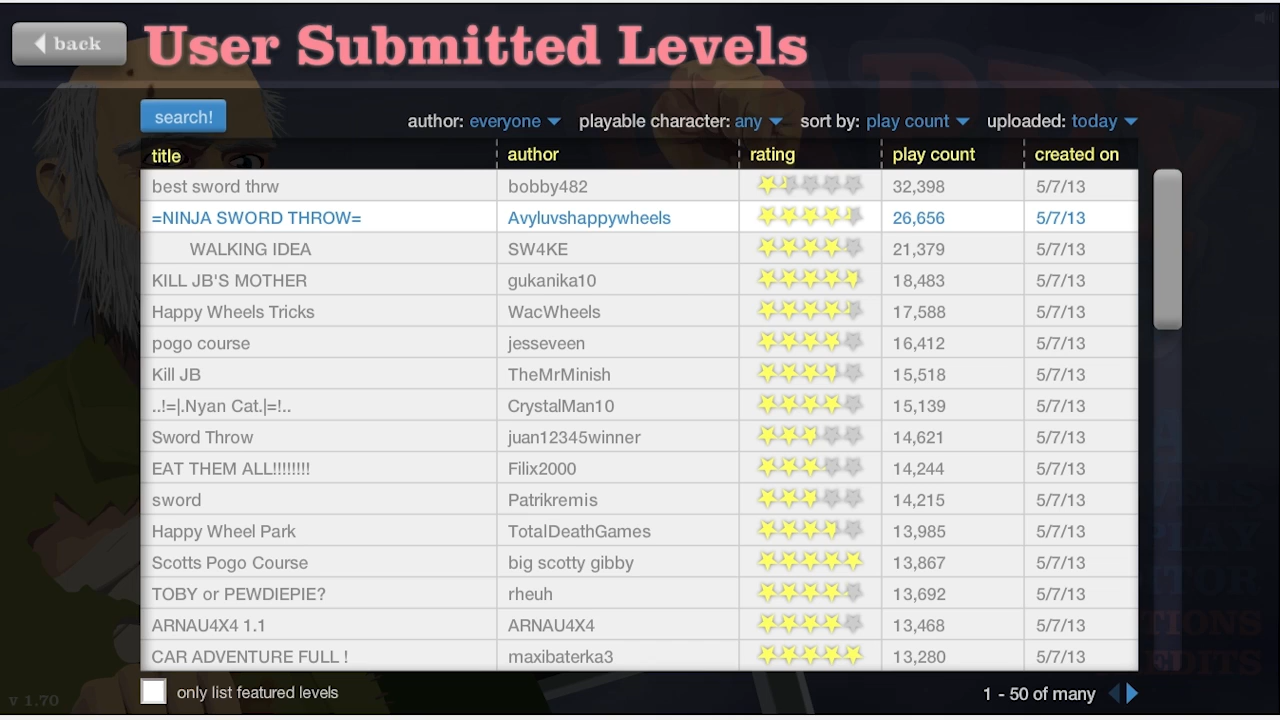 back
User Submitted Levels
search!
author: everyone playable character: any sort by: play count uploaded: today
title author rating play count created on
best sword thrw bobby482 32,398 5/7/13
=NINJA SWORD THROW= Avyluvshappywheels 26,656 5/7/13
WALKING IDEA SW4KE 21,379 5/7/13
KILL JB'S MOTHER gukanika10 18,483 5/7/13
Happy Wheels Tricks WacWheels 17,588 5/7/13
pogo course jesseveen 16,412 5/7/13
Kill JB TheMrMinish 15,518 5/7/13
..!=|.Nyan Cat.|=!.. CrystalMan10 15,139 5/7/13
Sword Throw juan12345winner 14,621 5/7/13
EAT THEM ALL!!!!!!!! Filix2000 14,244 5/7/13
sword Patrikremis 14,215 5/7/13
Happy Wheel Park TotalDeathGames 13,985 5/7/13
Scotts Pogo Course big scotty gibby 13,867 5/7/13
TOBY or PEWDIEPIE? rheuh 13,692 5/7/13
ARNAU4X4 1.1 ARNAU4X4 13,468 5/7/13
CAR ADVENTURE FULL ! maxibaterka3 13,280 5/7/13
only list featured levels 1 - 50 of many
v 1.70